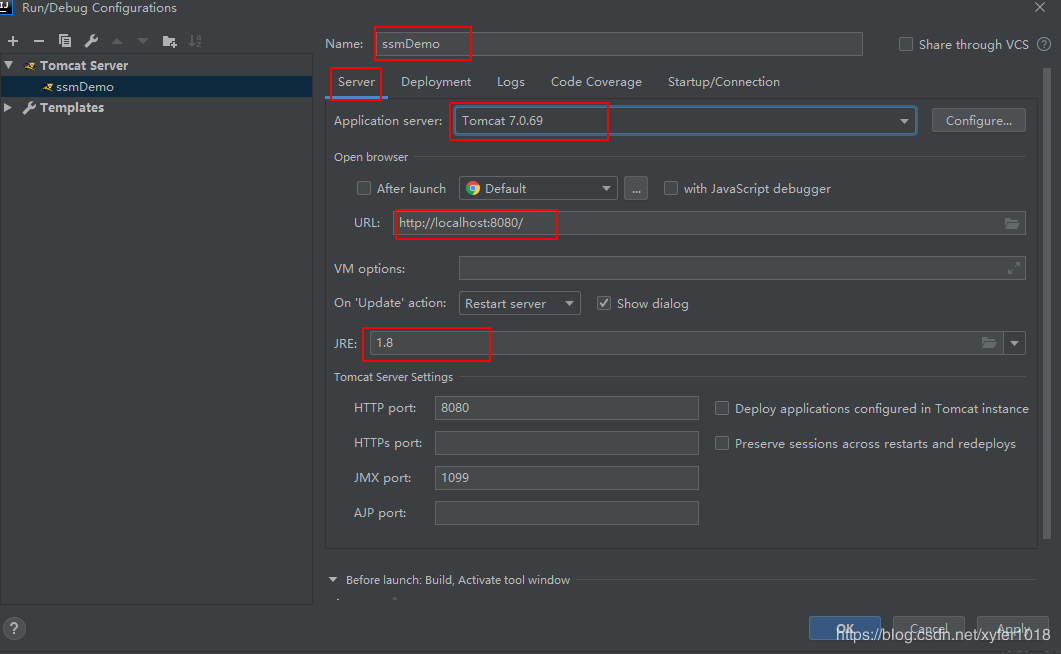 IJ Run/Debug Configurations
Name: ssmDemo Share through VCS ?
Tomcat Server
ssmDemo
Templates
Server Deployment Logs Code Coverage Startup/Connection
Application server: Tomcat 7.0.69 Configure...
Open browser
After launch Default ... with JavaScript debugger
URL: http://localhost:8080/
VM options:
On 'Update' action: Restart server Show dialog
JRE: 1.8
Tomcat Server Settings
HTTP port: 8080 Deploy applications configured in Tomcat instance
HTTPs port: Preserve sessions across restarts and redeploys
JMX port: 1099
AJP port:
Before launch: Build, Activate tool window
? OK Cancel Apply
https://blog.csdn.net/xyfer1018